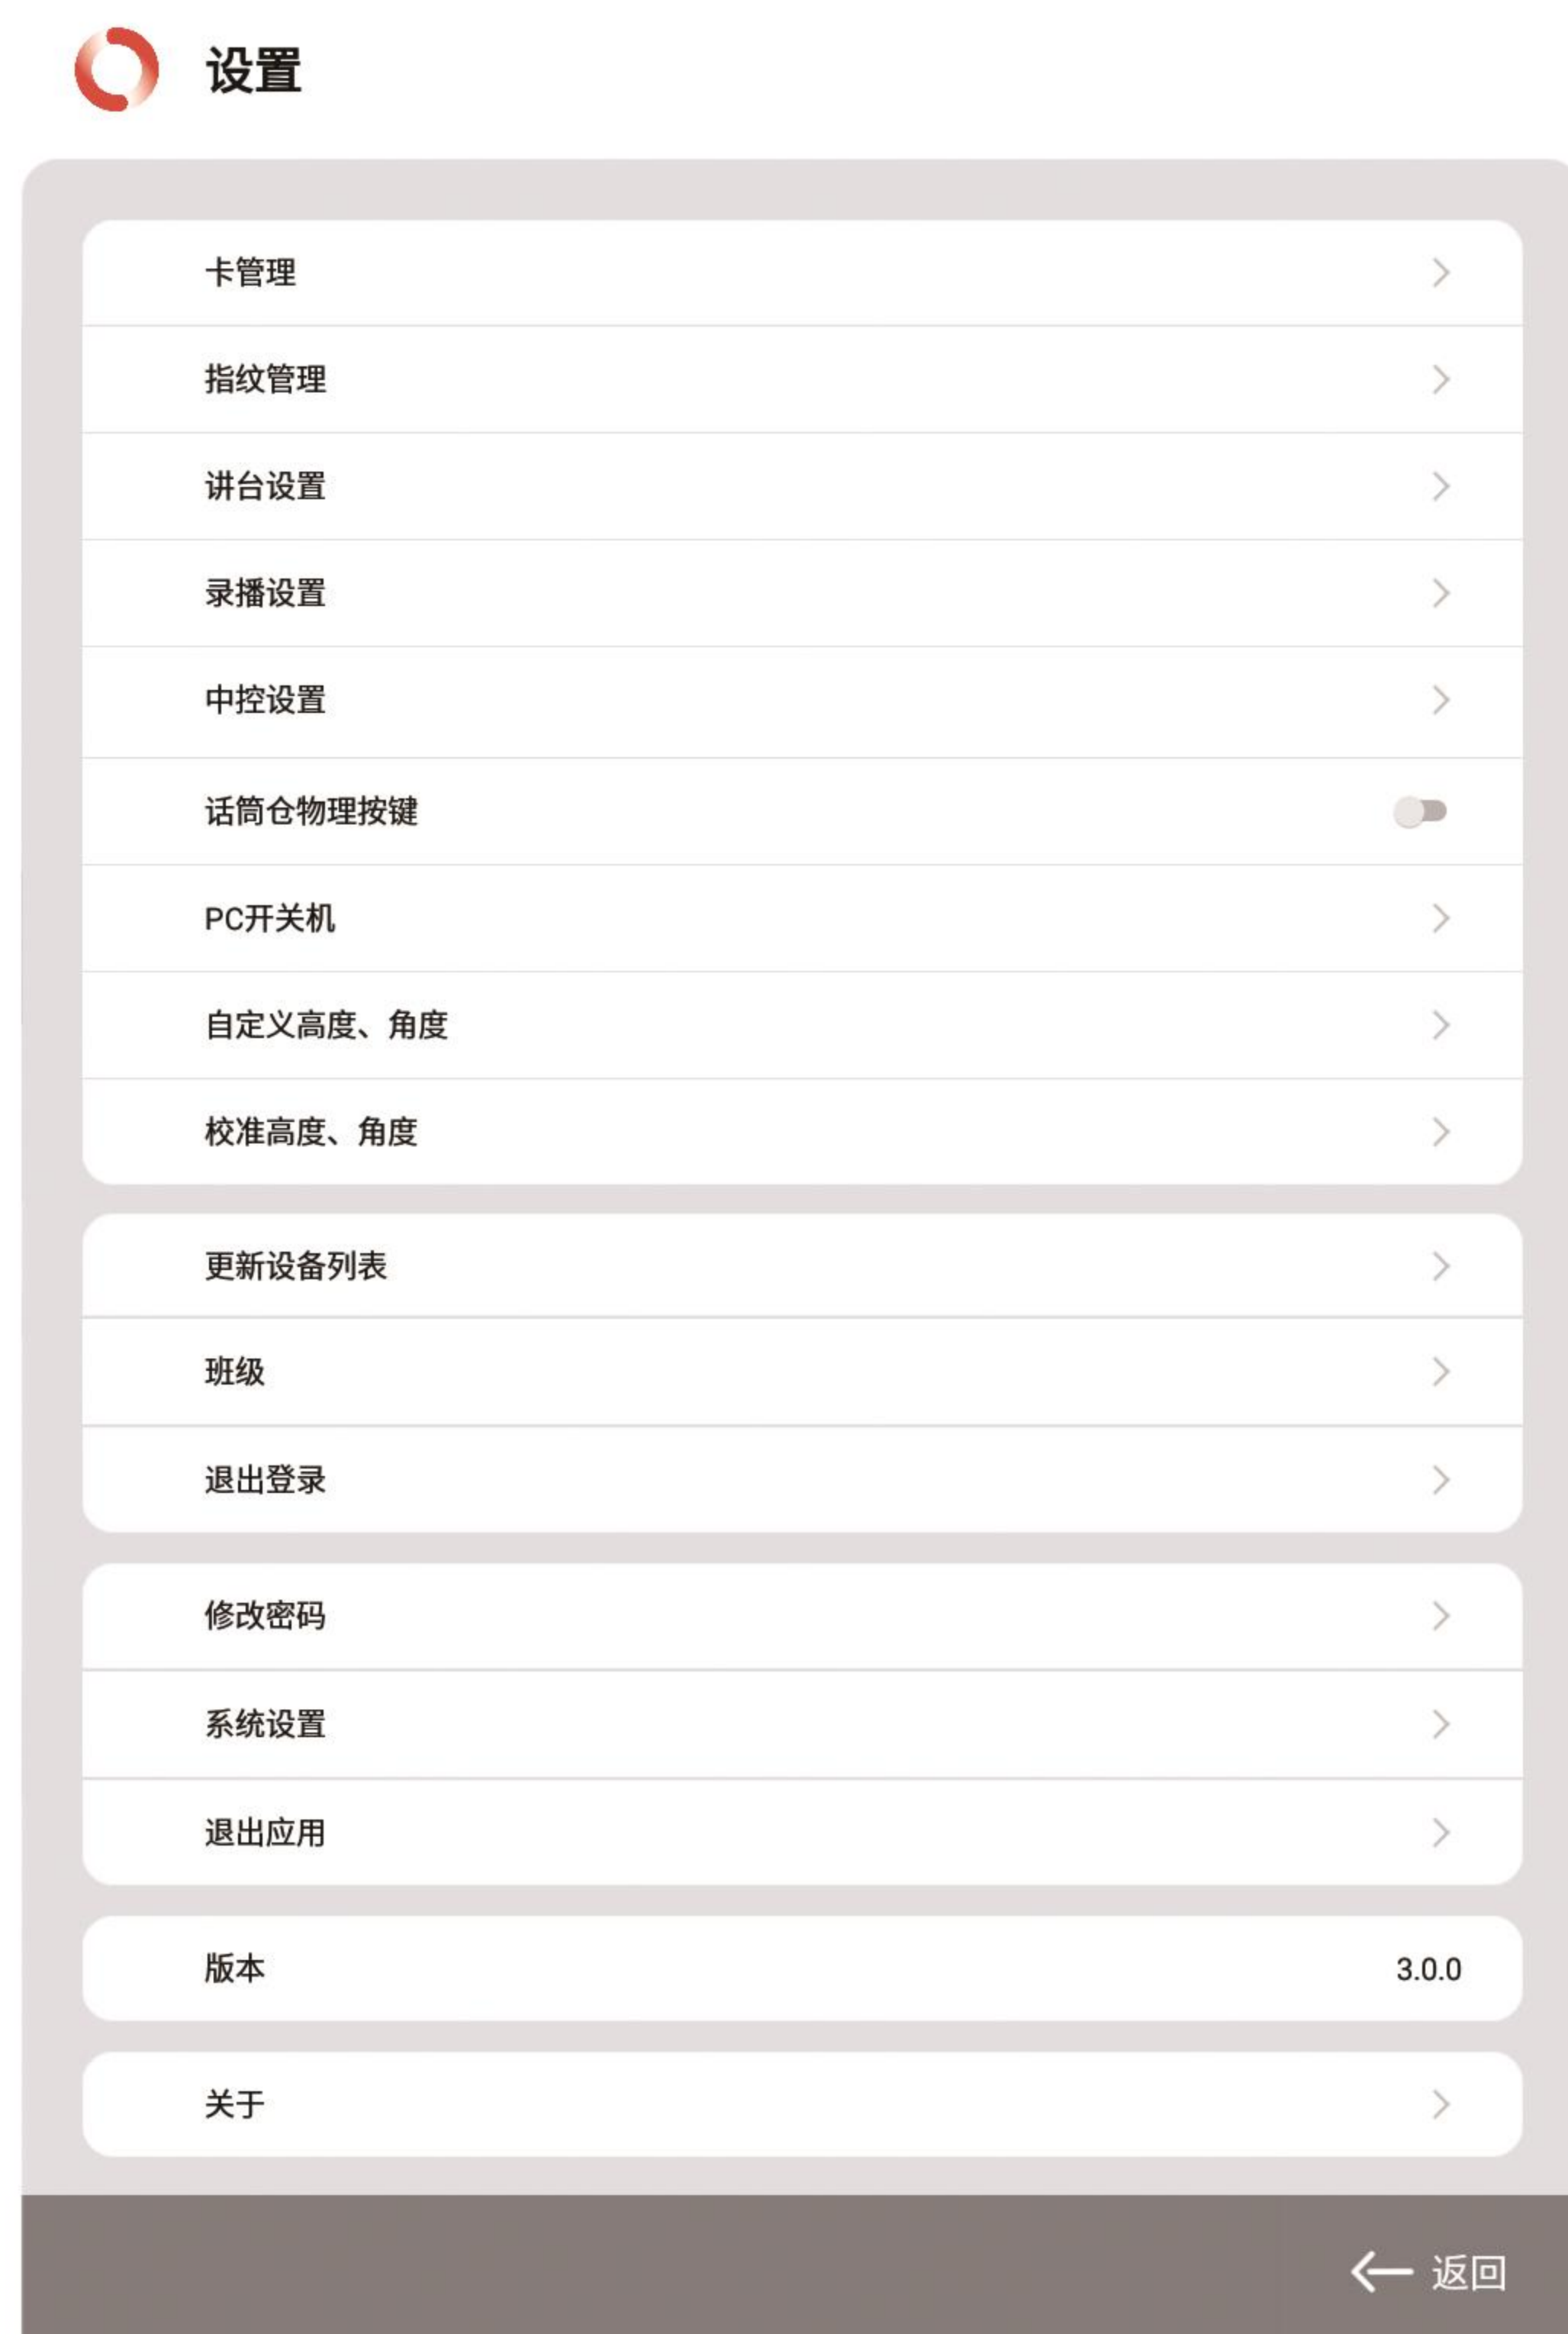 设置
卡管理
指纹管理
讲台设置
录播设置
中控设置
话筒仓物理按键
PC开关机
自定义高度、角度
校准高度、角度
更新设备列表
班级
退出登录
修改密码
系统设置
退出应用
版本 3.0.0
关于
返回